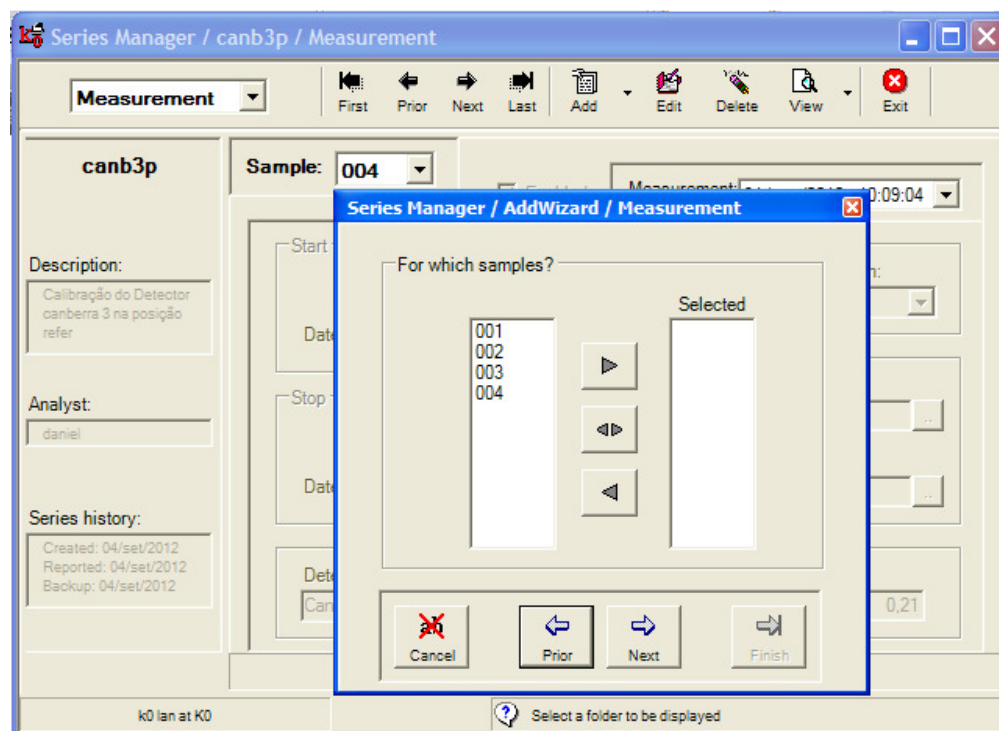 Series Manager / canb3p / Measurement
Measurement
First
Prior
Next
Last
Add
Edit
Delete
View
Exit
canb3p
Sample:
004
Measurement:
0:09:04
Series Manager / AddWizard / Measurement
Description:
Calibração do Detector
canberra 3 na posição
refer
Analyst:
daniel
Series history:
Created: 04/set/2012
Reported: 04/set/2012
Backup: 04/set/2012
Start
Stop
For which samples?
Selected
001
002
003
004
0,21
ab
Cancel
Prior
Next
Finish
k0 Ian at K0
Select a folder to be displayed